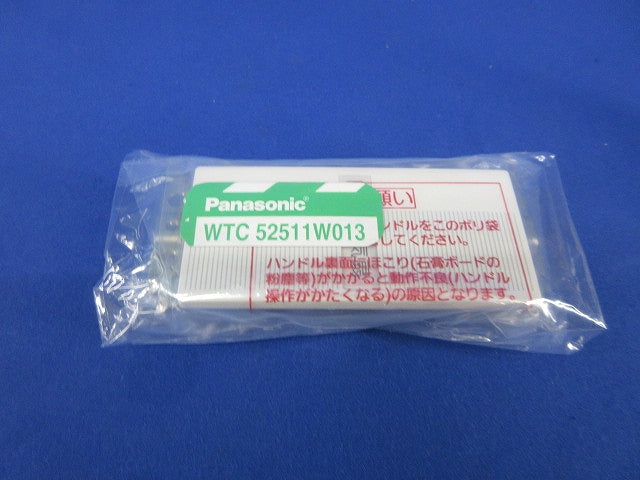 Panasonic
WTC 52511W013
願い
ンドルをこのポリ袋
してください。
ハンドル裏面 ほこり(石膏ボードの
粉塵等)がかかると動作不良(ハンドル
操作がかたくなる)の原因となります。